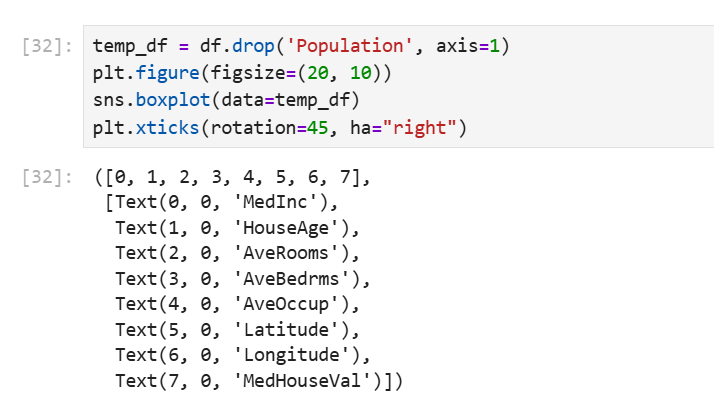 [32]: temp_df = df.drop('Population', axis=1)
plt.figure(figsize=(20, 10))
sns.boxplot(data=temp_df)
plt.xticks(rotation=45, ha="right")
[32]: ([0, 1, 2, 3, 4, 5, 6, 7],
[Text(0, 0, 'MedInc'),
Text(1, 0, 'HouseAge'),
Text(2, 0, 'AveRooms'),
Text(3, 0, 'AveBedrms'),
Text(4, 0, 'AveOccup'),
Text(5, 0, 'Latitude'),
Text(6, 0, 'Longitude'),
Text(7, 0, 'MedHouseVal')])